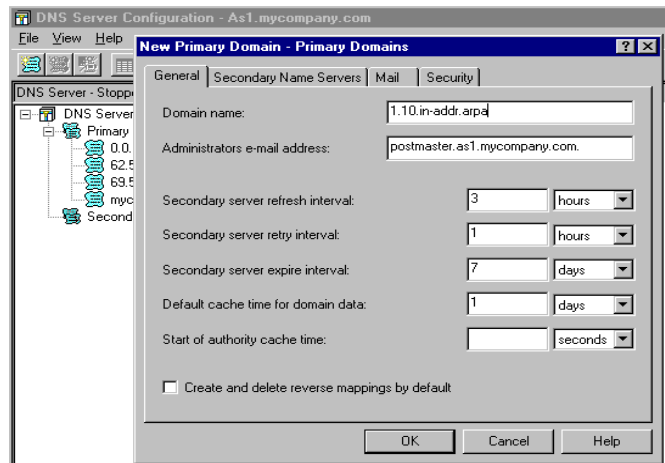 DNS Server Configuration - As1.mycompany.com
File View Help
New Primary Domain - Primary Domains
General Secondary Name Servers Mail Security
DNS Server - Stopp
DNS Server
Primary
0.0.
62.5
69.5
myc
Second
Domain name: 1.10.in-addr.arpa
Administrators e-mail address: postmaster.as1.mycompany.com.
Secondary server refresh interval: 3 hours
Secondary server retry interval: 1 hours
Secondary server expire interval: 7 days
Default cache time for domain data: 1 days
Start of authority cache time: seconds
Create and delete reverse mappings by default
OK Cancel Help